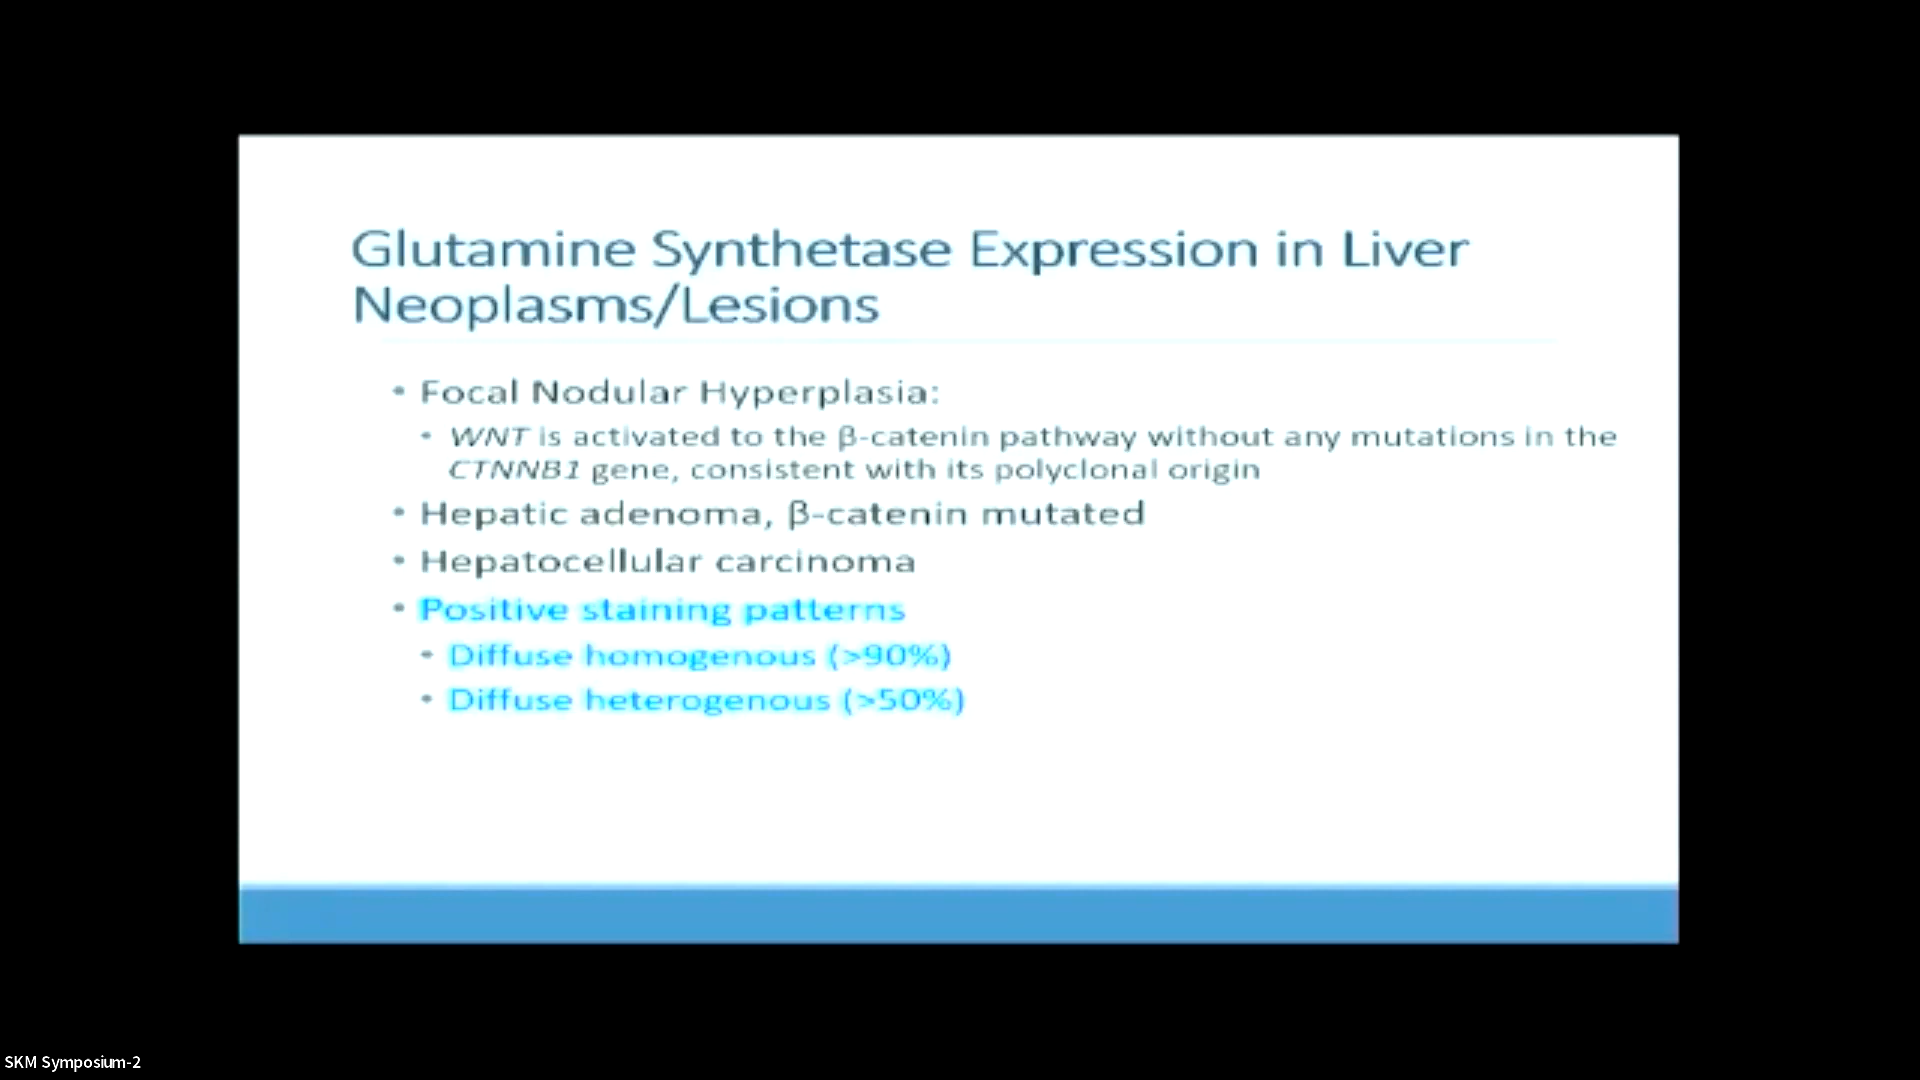 Glutamine Synthetase Expression in Liver
Neoplasms/Lesions
• Focal Nodular Hyperplasia:
• WNT is activated to the β-catenin pathway without any mutations in the
CTNNB1 gene, consistent with its polyclonal origin
• Hepatic adenoma, β-catenin mutated
• Hepatocellular carcinoma
• Positive staining patterns
• Diffuse homogenous (>90%)
• Diffuse heterogenous (>50%)
SKM Symposium-2